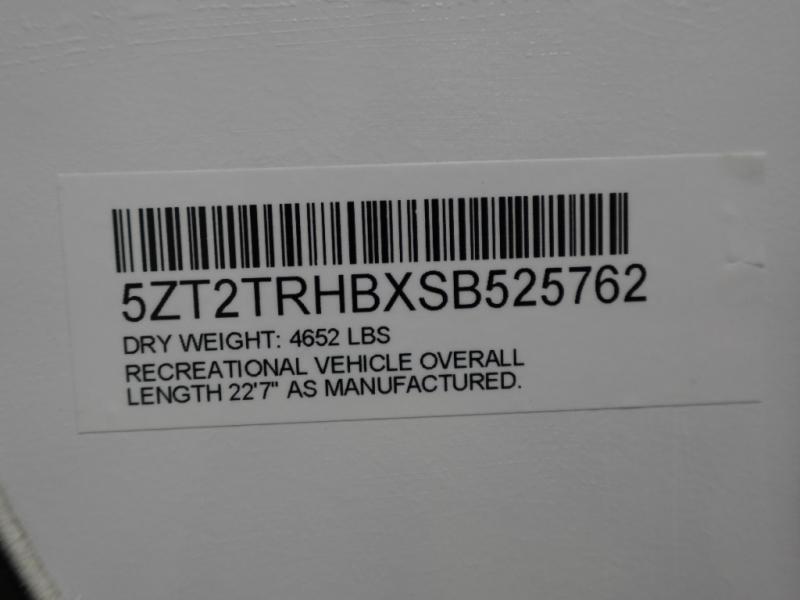 5ZT2TRHBXSB525762
DRY WEIGHT: 4652 LBS
RECREATIONAL VEHICLE OVERALL
LENGTH 22'7" AS MANUFACTURED.